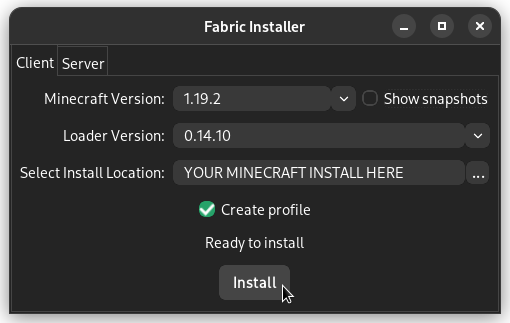 Fabric Installer
Client Server
Minecraft Version: 1.19.2 Show snapshots
Loader Version: 0.14.10
Select Install Location: YOUR MINECRAFT INSTALL HERE ...
Create profile
Ready to install
Install